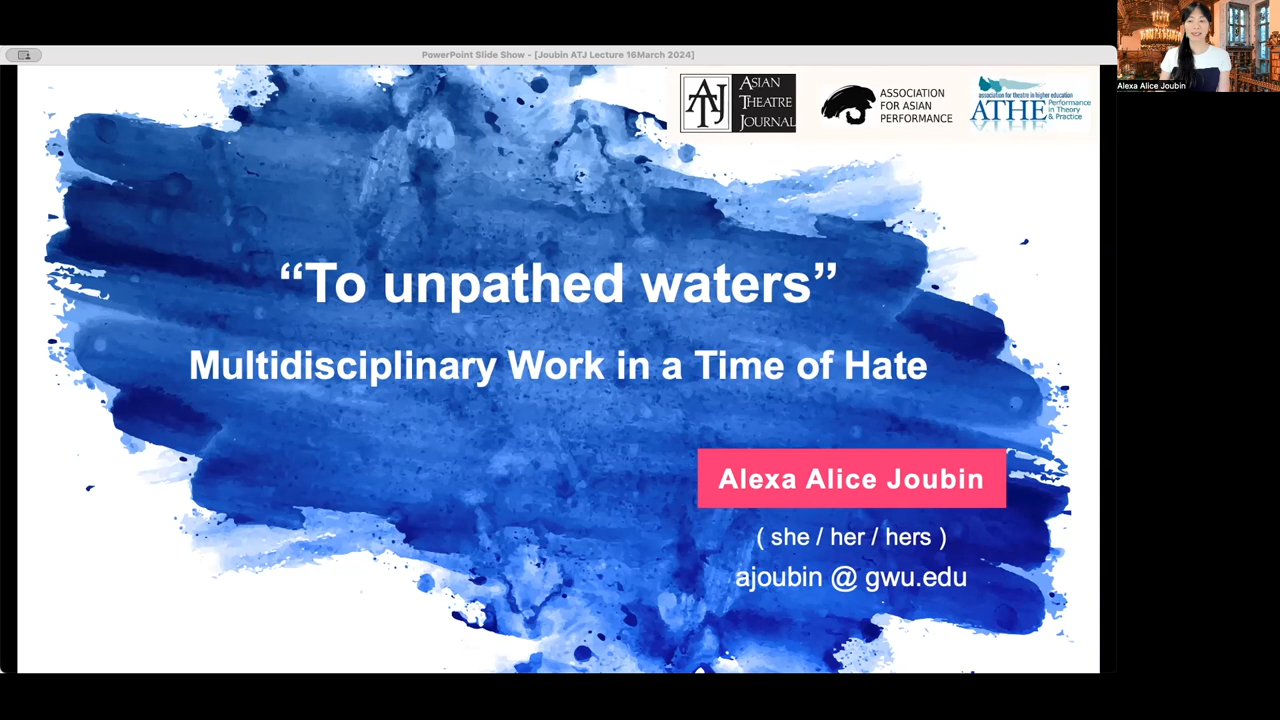 Alexa Alice Joubin
PowerPoint Slide Show - [Joubin ATJ Lecture 16March 2024]
ATJ
ASIAN
THEATRE
JOURNAL
ASSOCIATION
FOR ASIAN
PERFORMANCE
association for theatre in higher education
ATHE
Performance
in Theory
& Practice
“To unpathed waters”
Multidisciplinary Work in a Time of Hate
Alexa Alice Joubin
( she / her / hers )
ajoubin @ gwu.edu